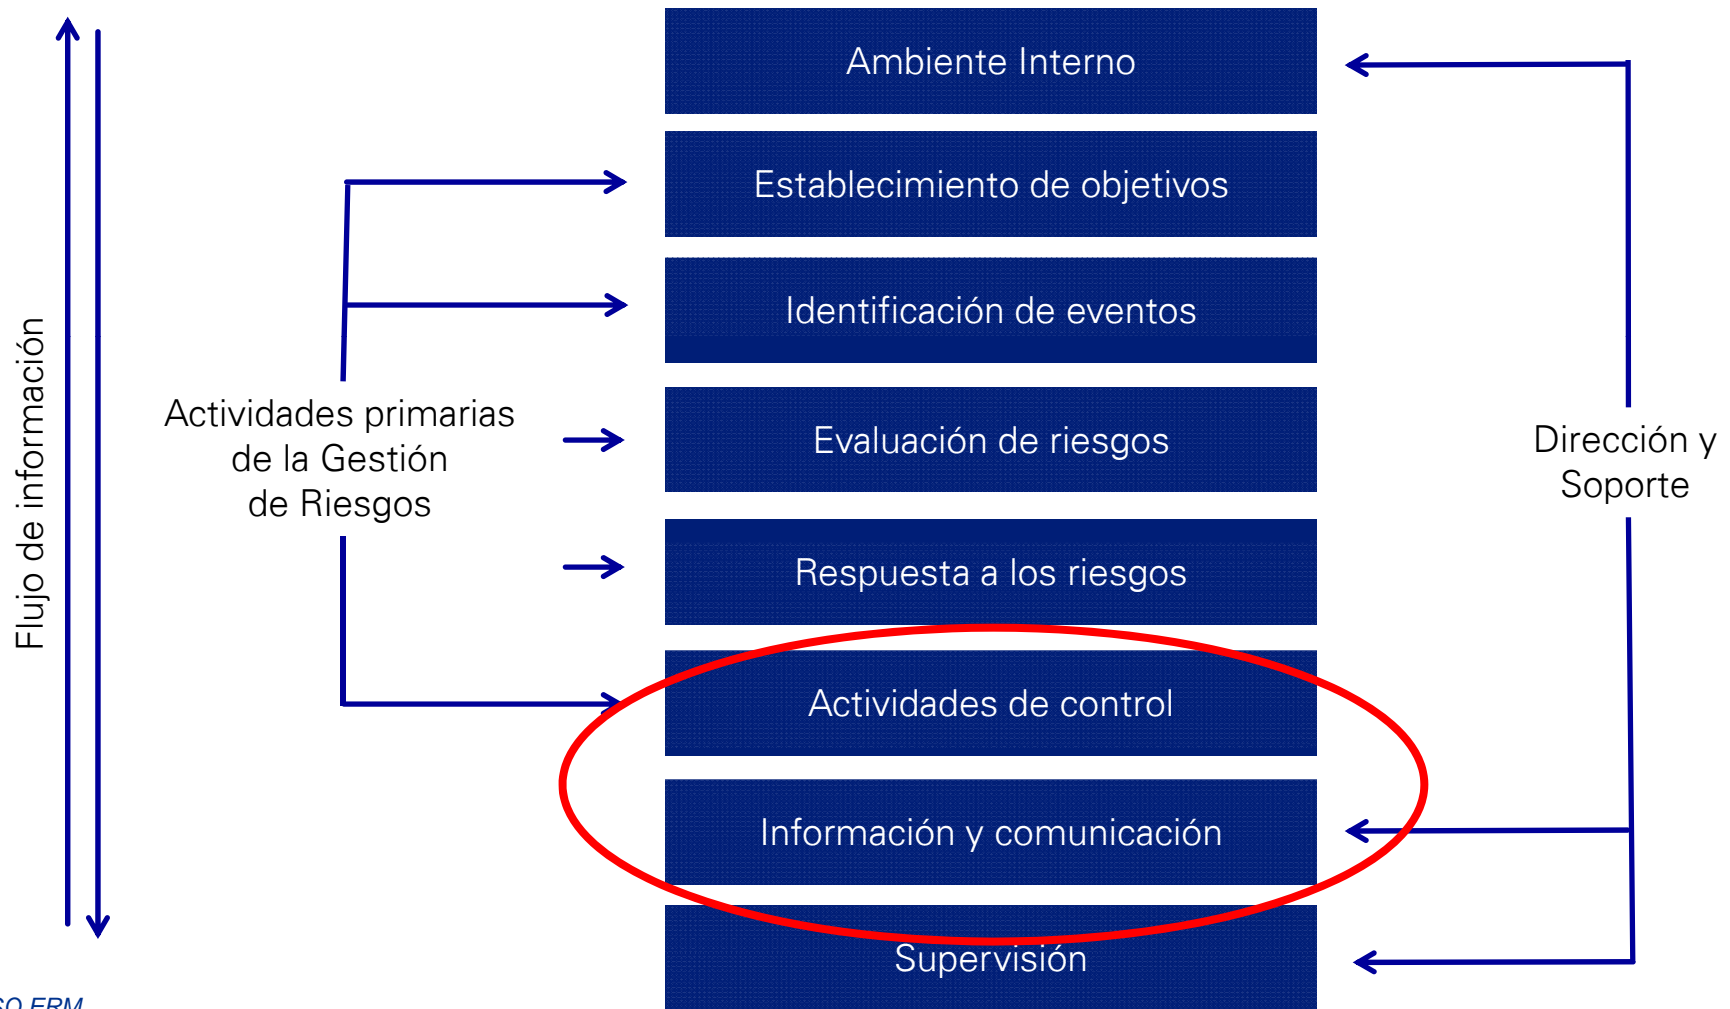 Ambiente Interno
Establecimiento de objetivos
Identificación de eventos
Evaluación de riesgos
Respuesta a los riesgos
Actividades de control
Información y comunicación
Supervisión
Flujo de información
Actividades primarias
de la Gestión
de Riesgos
Dirección y
Soporte
ERM